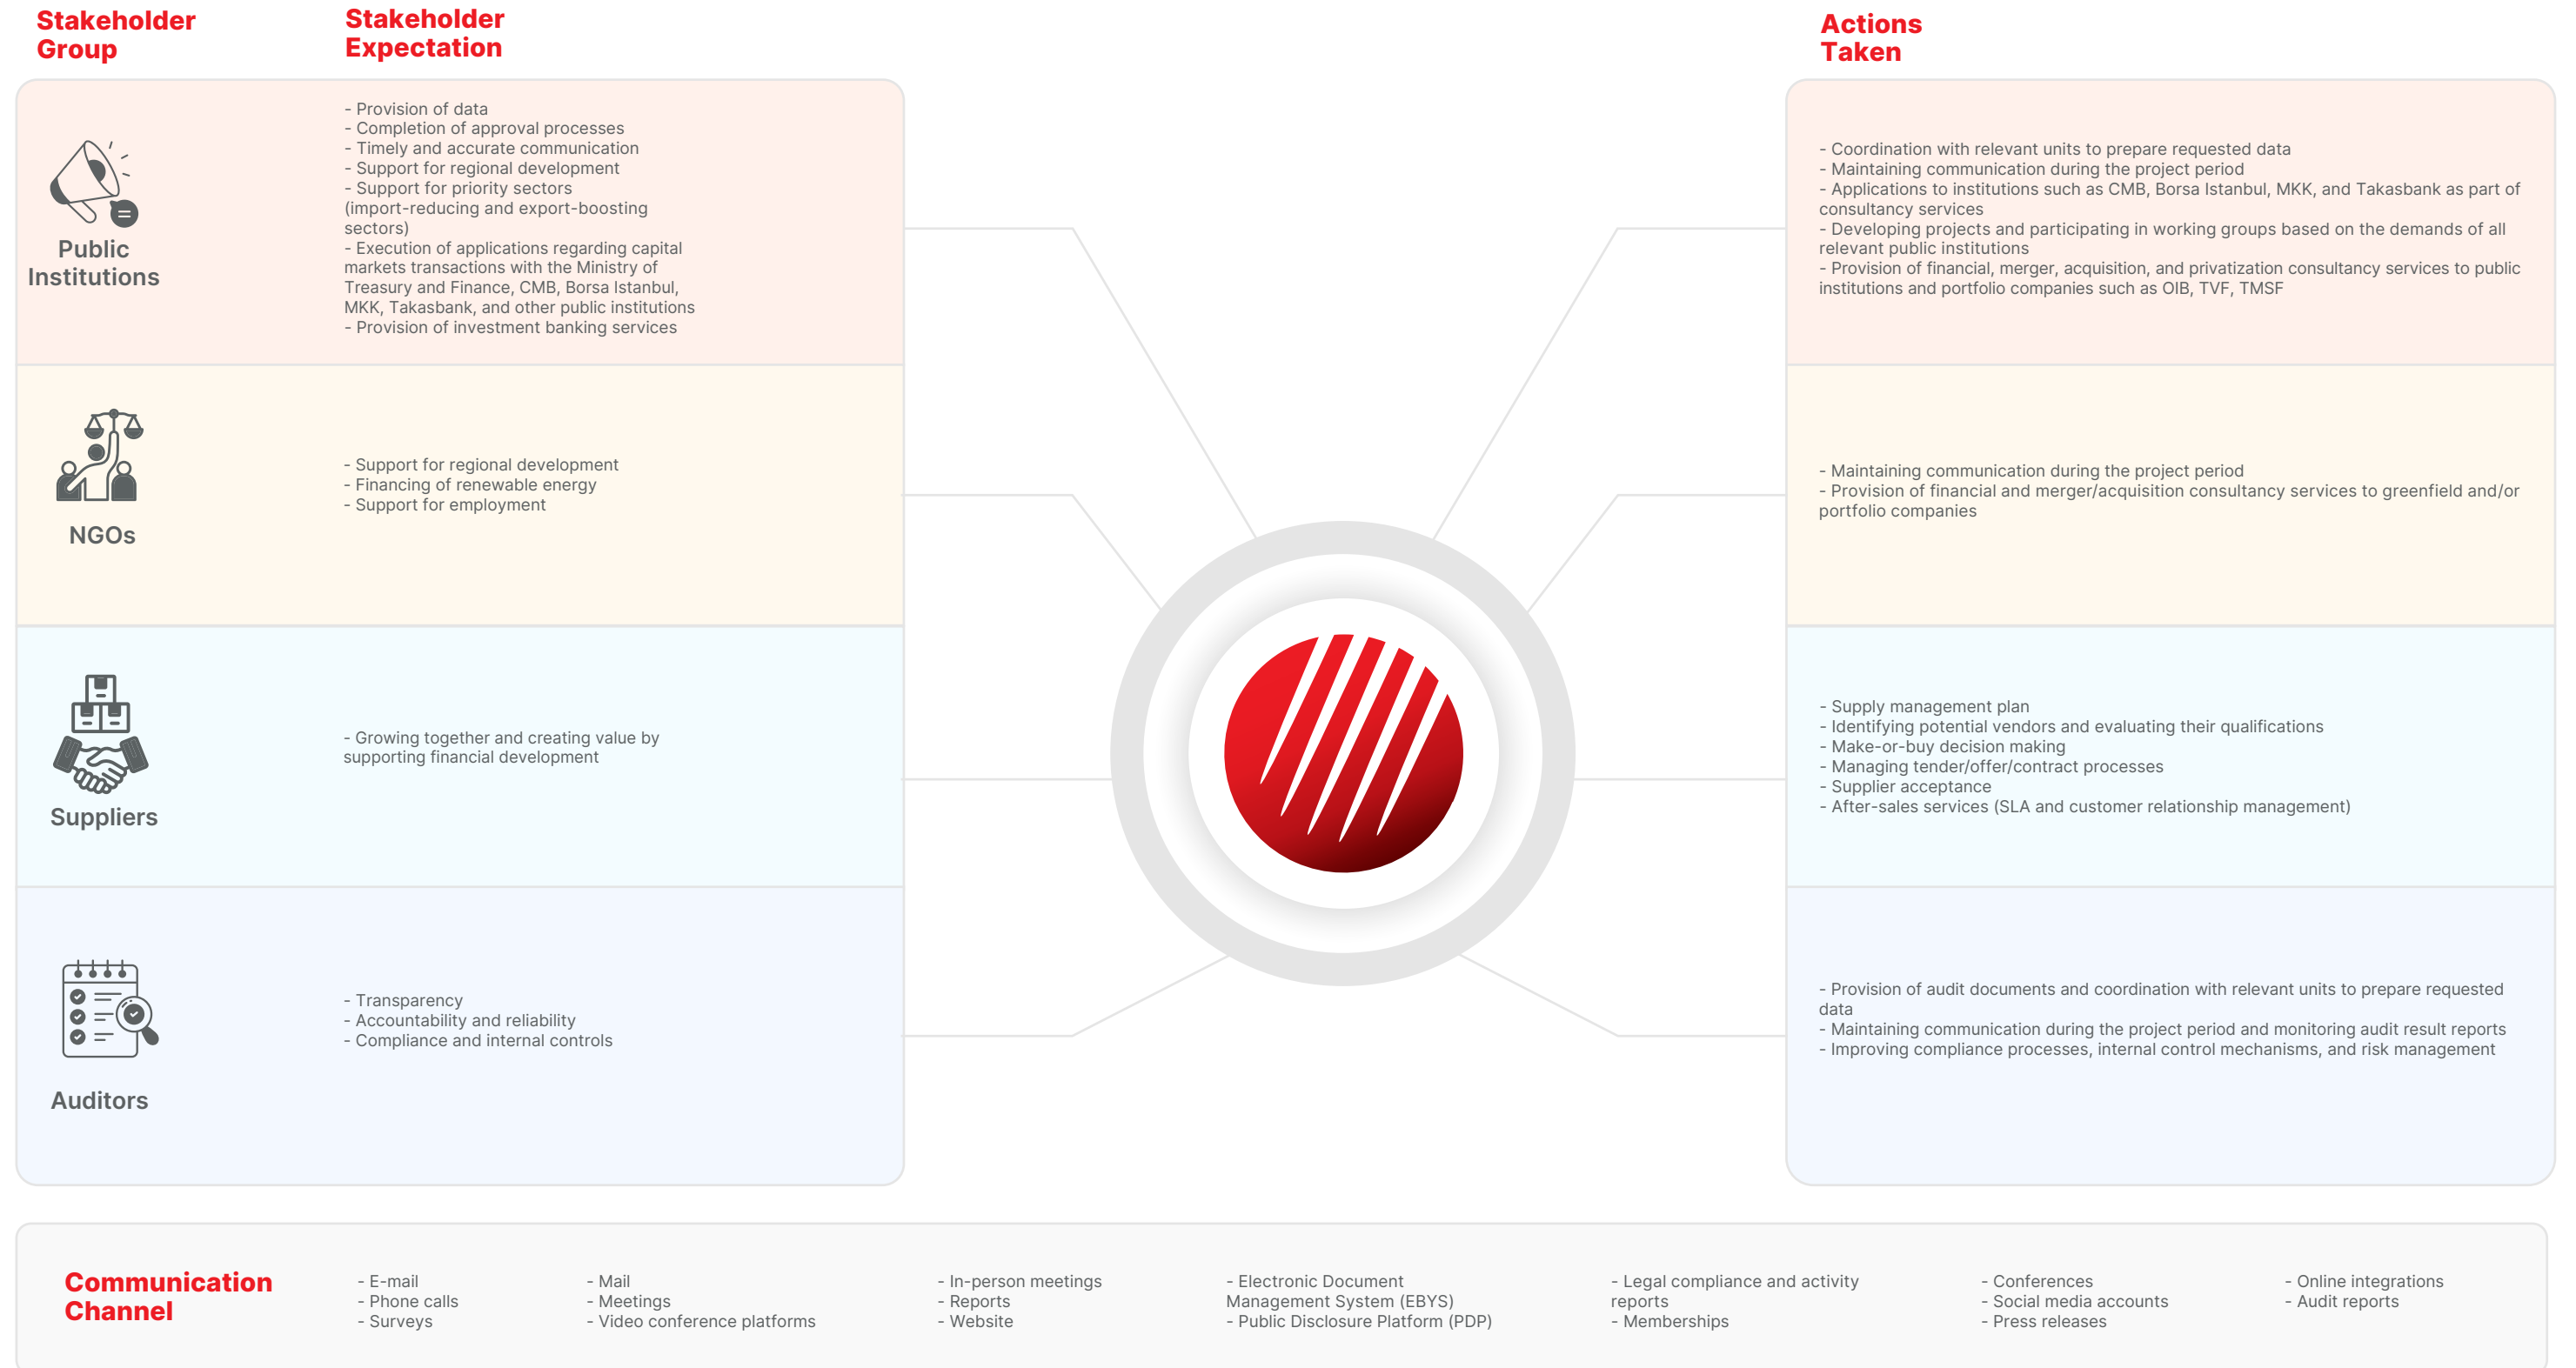 Stakeholder
Group
Stakeholder
Expectation
Actions
Taken
Public
Institutions
- Provision of data
- Completion of approval processes
- Timely and accurate communication
- Support for regional development
- Support for priority sectors
(import-reducing and export-boosting
sectors)
- Execution of applications regarding capital
markets transactions with the Ministry of
Treasury and Finance, CMB, Borsa Istanbul,
MKK, Takasbank, and other public institutions
- Provision of investment banking services
- Coordination with relevant units to prepare requested data
- Maintaining communication during the project period
- Applications to institutions such as CMB, Borsa Istanbul, MKK, and Takasbank as part of
consultancy services
- Developing projects and participating in working groups based on the demands of all
relevant public institutions
- Provision of financial, merger, acquisition, and privatization consultancy services to public
institutions and portfolio companies such as OIB, TVF, TMSF
NGOs
- Support for regional development
- Financing of renewable energy
- Support for employment
- Maintaining communication during the project period
- Provision of financial and merger/acquisition consultancy services to greenfield and/or
portfolio companies
Suppliers
- Growing together and creating value by
supporting financial development
- Supply management plan
- Identifying potential vendors and evaluating their qualifications
- Make-or-buy decision making
- Managing tender/offer/contract processes
- Supplier acceptance
- After-sales services (SLA and customer relationship management)
Auditors
- Transparency
- Accountability and reliability
- Compliance and internal controls
- Provision of audit documents and coordination with relevant units to prepare requested
data
- Maintaining communication during the project period and monitoring audit result reports
- Improving compliance processes, internal control mechanisms, and risk management
Communication
Channel
- E-mail
- Phone calls
- Surveys
- Mail
- Meetings
- Video conference platforms
- In-person meetings
- Reports
- Website
- Electronic Document
Management System (EBYS)
- Public Disclosure Platform (PDP)
- Legal compliance and activity
reports
- Memberships
- Conferences
- Social media accounts
- Press releases
- Online integrations
- Audit reports